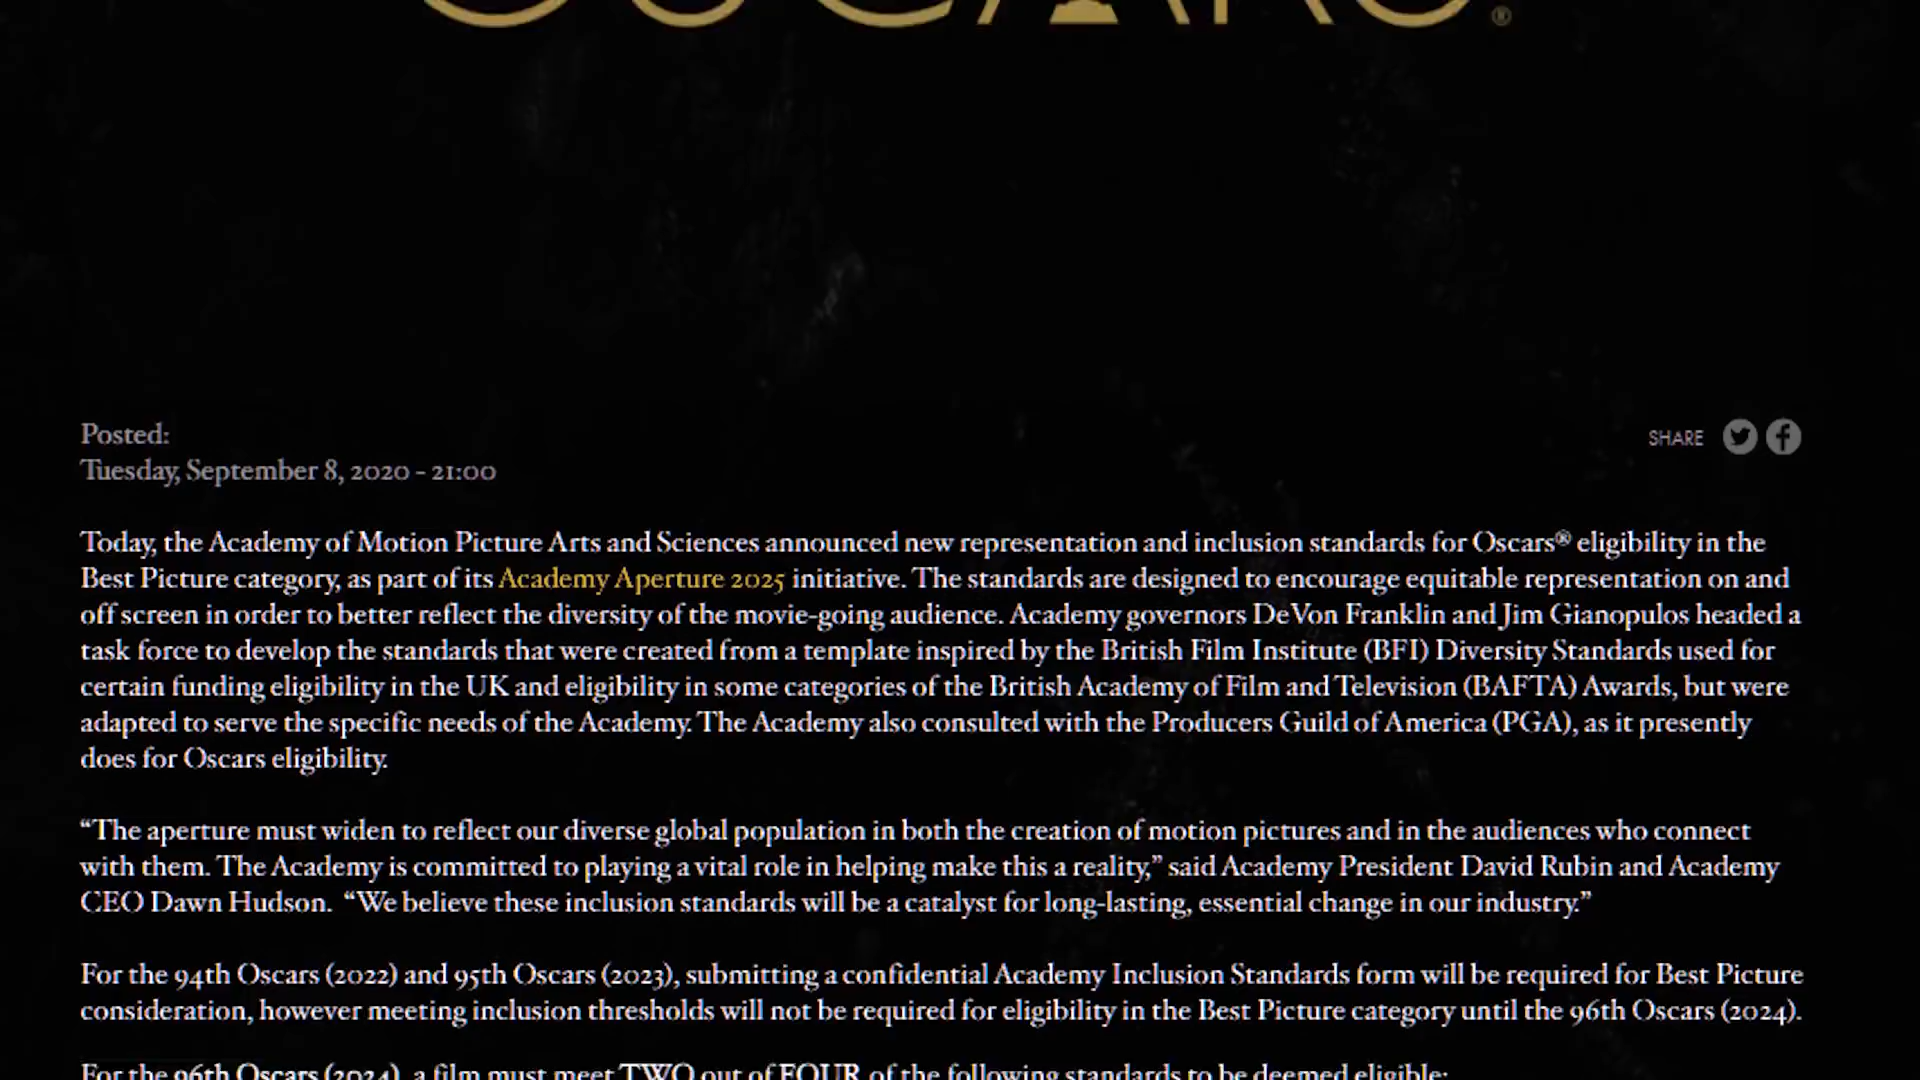 OSCARS®
Posted:
SHARE
Tuesday, September 8, 2020 - 21:00
Today, the Academy of Motion Picture Arts and Sciences announced new representation and inclusion standards for Oscars® eligibility in the
Best Picture category, as part of its Academy Aperture 2025 initiative. The standards are designed to encourage equitable representation on and
off screen in order to better reflect the diversity of the movie-going audience. Academy governors DeVon Franklin and Jim Gianopulos headed a
task force to develop the standards that were created from a template inspired by the British Film Institute (BFI) Diversity Standards used for
certain funding eligibility in the UK and eligibility in some categories of the British Academy of Film and Television (BAFTA) Awards, but were
adapted to serve the specific needs of the Academy. The Academy also consulted with the Producers Guild of America (PGA), as it presently
does for Oscars eligibility.
“The aperture must widen to reflect our diverse global population in both the creation of motion pictures and in the audiences who connect
with them. The Academy is committed to playing a vital role in helping make this a reality,” said Academy President David Rubin and Academy
CEO Dawn Hudson. “We believe these inclusion standards will be a catalyst for long-lasting, essential change in our industry.”
For the 94th Oscars (2022) and 95th Oscars (2023), submitting a confidential Academy Inclusion Standards form will be required for Best Picture
consideration, however meeting inclusion thresholds will not be required for eligibility in the Best Picture category until the 96th Oscars (2024).
For the 96th Oscars (2024), a film must meet TWO out of FOUR of the following standards to be deemed eligible: